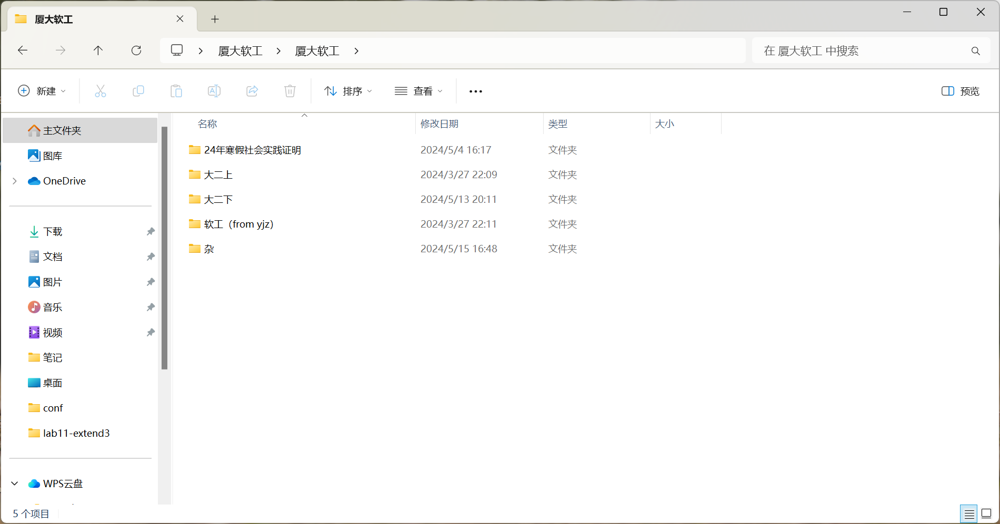 厦大软工
厦大软工 厦大软工
在 厦大软工 中搜索
新建 排序 查看 预览
主文件夹
图库
OneDrive
下载
文档
图片
音乐
视频
笔记
桌面
conf
lab11-extend3
WPS云盘
名称 修改日期 类型 大小
24年寒假社会实践证明 2024/5/4 16:17 文件夹
大二上 2024/3/27 22:09 文件夹
大二下 2024/5/13 20:11 文件夹
软工（from yjz） 2024/3/27 22:11 文件夹
杂 2024/5/15 16:48 文件夹
5 个项目